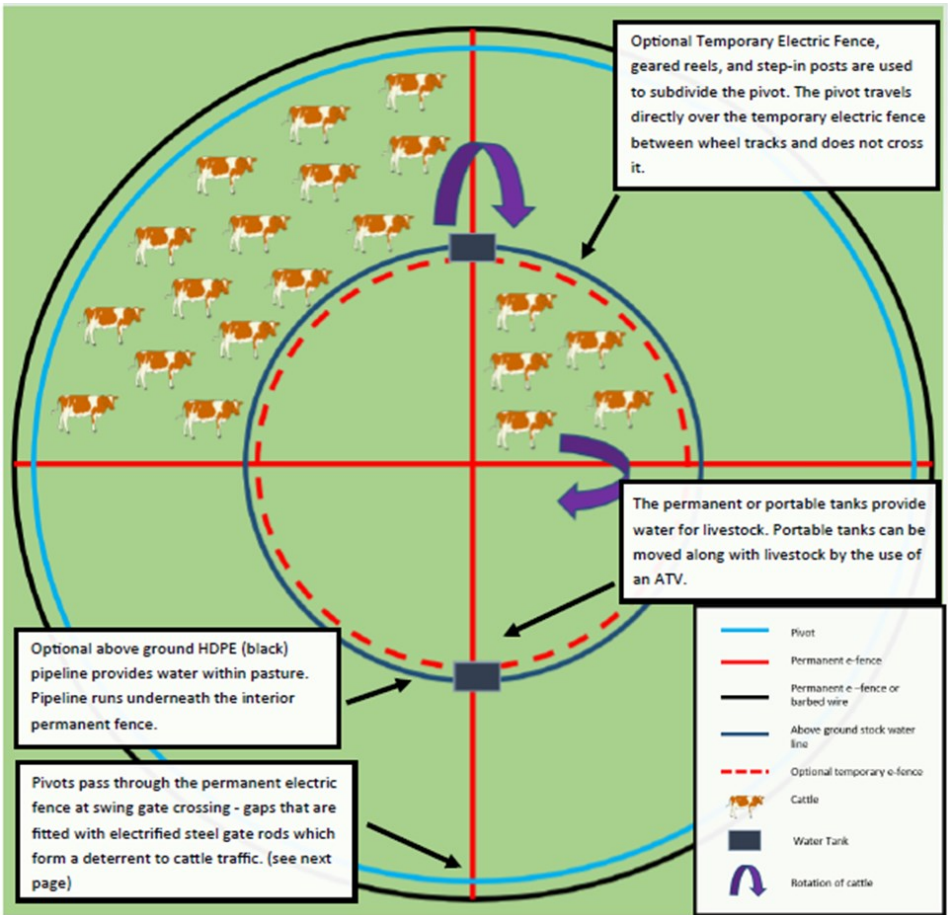 Optional Temporary Electric Fence,
geared reels, and step-in posts are used
to subdivide the pivot. The pivot travels
directly over the temporary electric fence
between wheel tracks and does not cross
it.
The permanent or portable tanks provide
water for livestock. Portable tanks can be
moved along with livestock by the use of
an ATV.
Optional above ground HDPE (black)
pipeline provides water within pasture.
Pipeline runs underneath the interior
permanent fence.
Pivots pass through the permanent electric
fence at swing gate crossing - gaps that are
fitted with electrified steel gate rods which
form a deterrent to cattle traffic. (see next
page)
Pivot
Permanent e-fence
Permanent e –fence or
barbed wire
Above ground stock water
line
Optional temporary e-fence
Cattle
Water Tank
Rotation of cattle